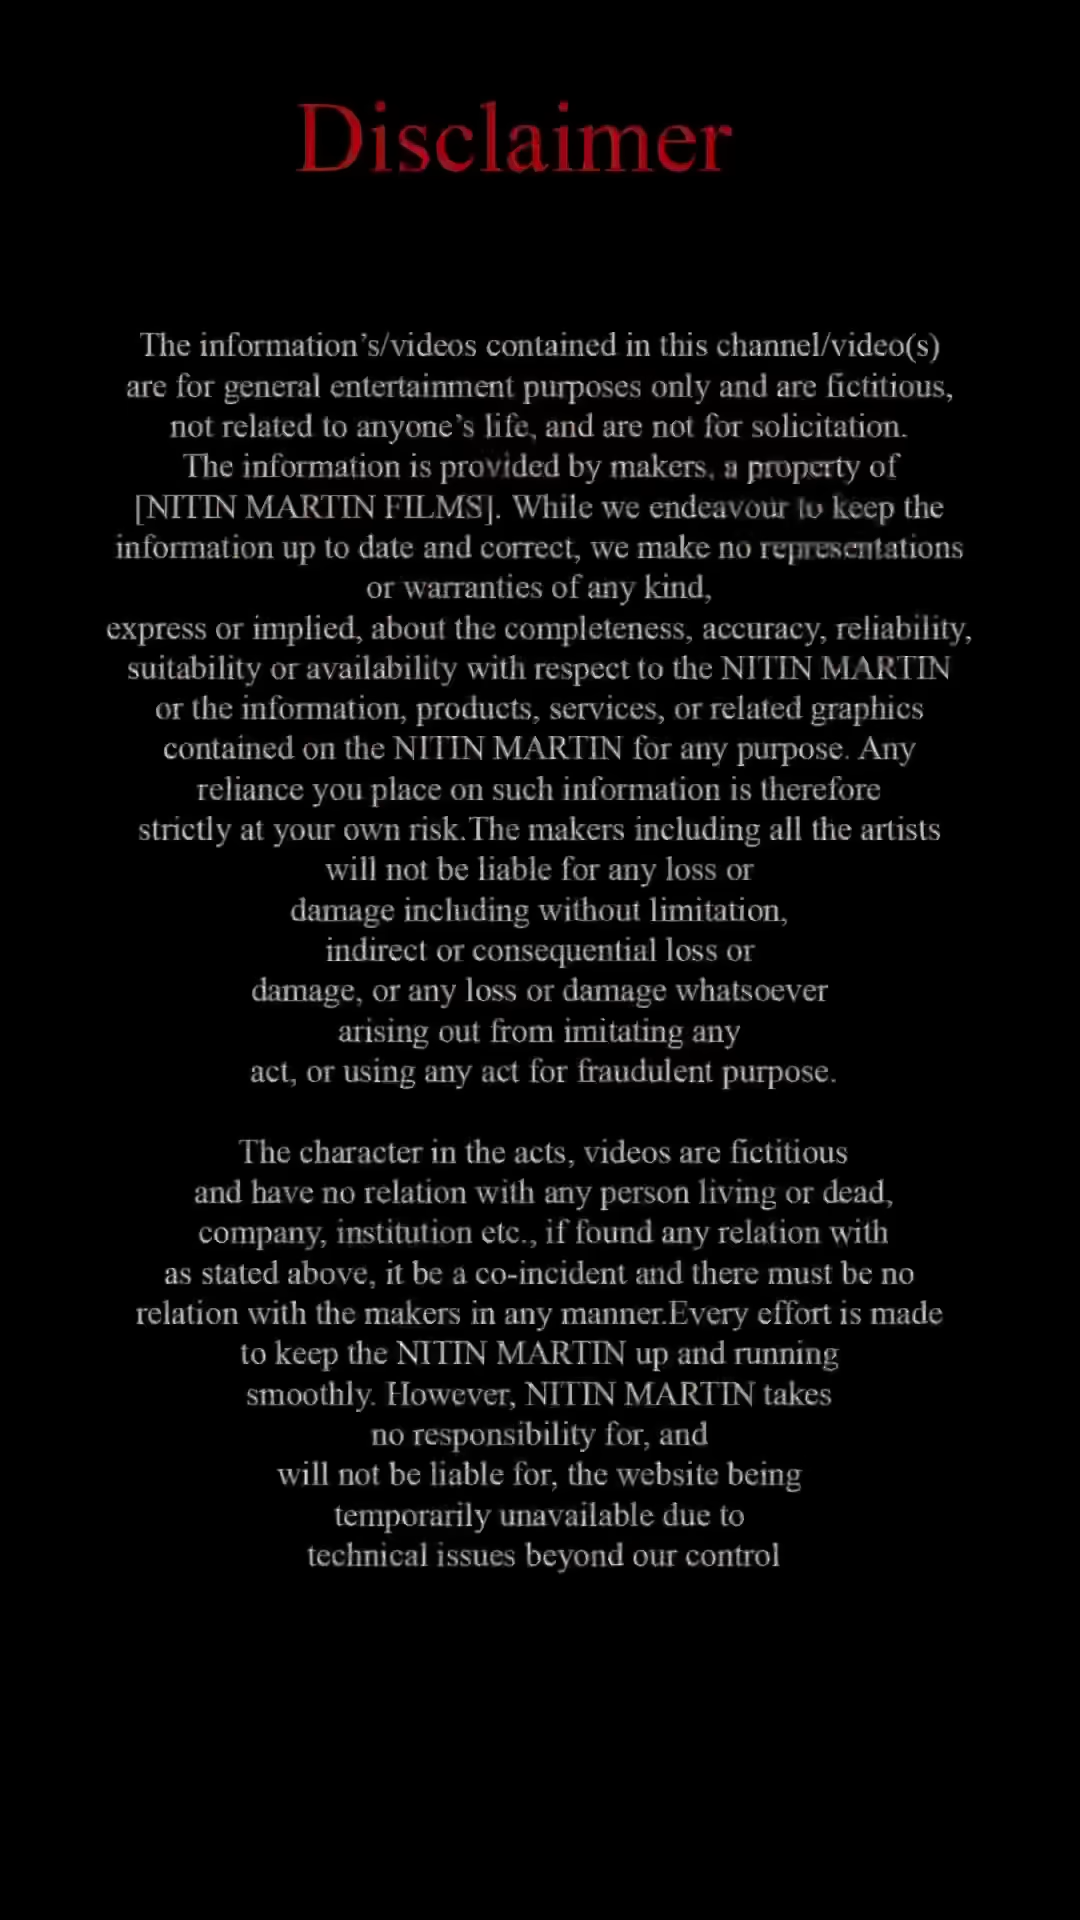 Disclaimer
The information’s/videos contained in this channel/video(s)
are for general entertainment purposes only and are fictitious,
not related to anyone’s life, and are not for solicitation.
The information is provided by makers, a property of
[NITIN MARTIN FILMS]. While we endeavour to keep the
information up to date and correct, we make no representations
or warranties of any kind,
express or implied, about the completeness, accuracy, reliability,
suitability or availability with respect to the NITIN MARTIN
or the information, products, services, or related graphics
contained on the NITIN MARTIN for any purpose. Any
reliance you place on such information is therefore
strictly at your own risk.The makers including all the artists
will not be liable for any loss or
damage including without limitation,
indirect or consequential loss or
damage, or any loss or damage whatsoever
arising out from imitating any
act, or using any act for fraudulent purpose.
The character in the acts, videos are fictitious
and have no relation with any person living or dead,
company, institution etc., if found any relation with
as stated above, it be a co-incident and there must be no
relation with the makers in any manner.Every effort is made
to keep the NITIN MARTIN up and running
smoothly. However, NITIN MARTIN takes
no responsibility for, and
will not be liable for, the website being
temporarily unavailable due to
technical issues beyond our control